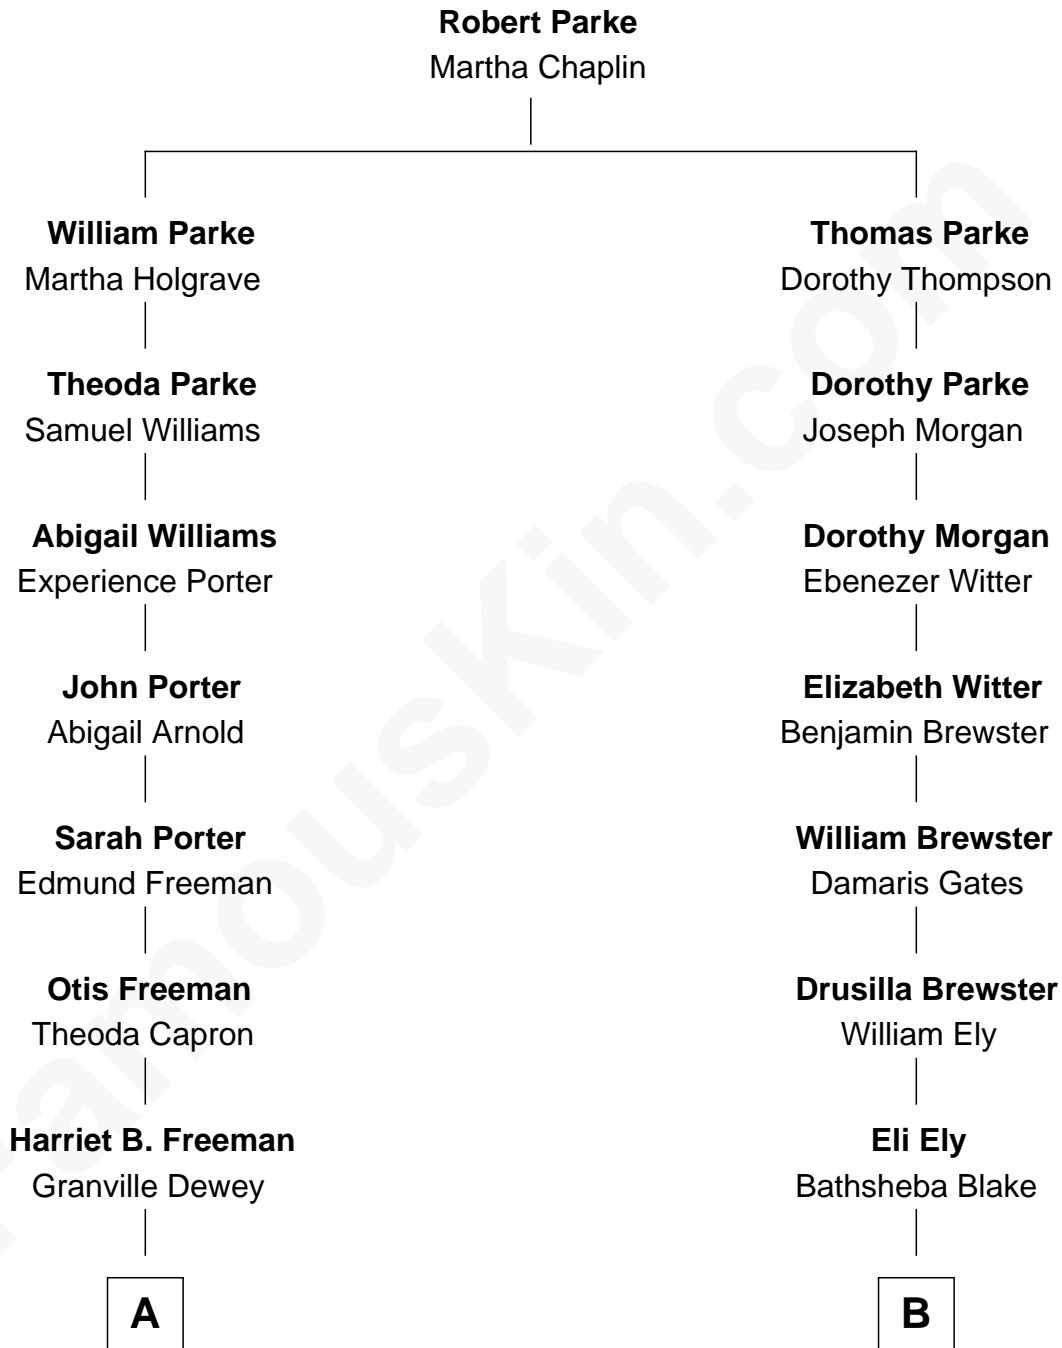 Robert Parke
Martha Chaplin
William Parke
Martha Holgrave
Thomas Parke
Dorothy Thompson
Theoda Parke
Samuel Williams
Dorothy Parke
Joseph Morgan
Abigail Williams
Experience Porter
Dorothy Morgan
Ebenezer Witter
John Porter
Abigail Arnold
Elizabeth Witter
Benjamin Brewster
Sarah Porter
Edmund Freeman
William Brewster
Damaris Gates
Otis Freeman
Theoda Capron
Drusilla Brewster
William Ely
Harriet B. Freeman
Granville Dewey
Eli Ely
Bathsheba Blake
A
B
FamousKin.com